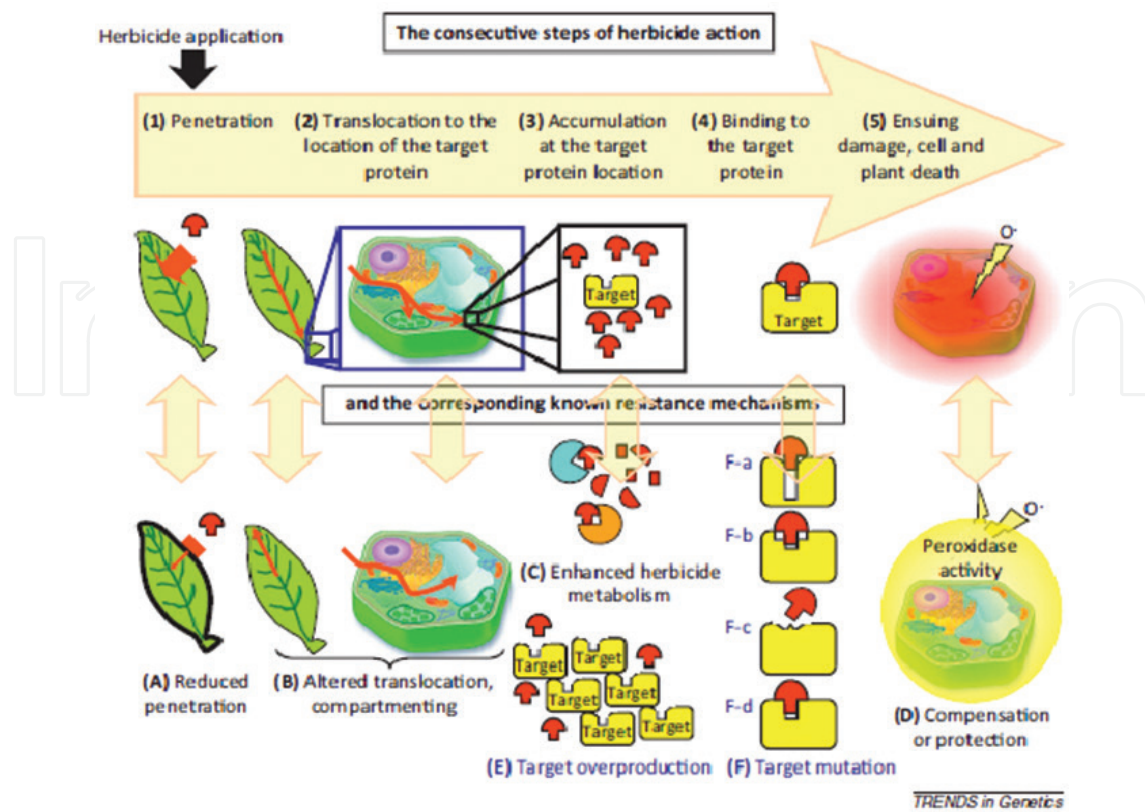 Herbicide application
The consecutive steps of herbicide action
(1) Penetration
(2) Translocation to the
location of the target
protein
(3) Accumulation
at the target
protein location
(4) Binding to
the target
protein
(5) Ensuing
damage, cell and
plant death
Target
Target
O·
and the corresponding known resistance mechanisms
F-a
F-b
F-c
F-d
O·
Peroxidase
activity
(C) Enhanced herbicide
metabolism
Target
Target
Target
Target
Target
Target
(A) Reduced
penetration
(B) Altered translocation,
compartmenting
(D) Compensation
or protection
(E) Target overproduction
(F) Target mutation
TRENDS in Genetics